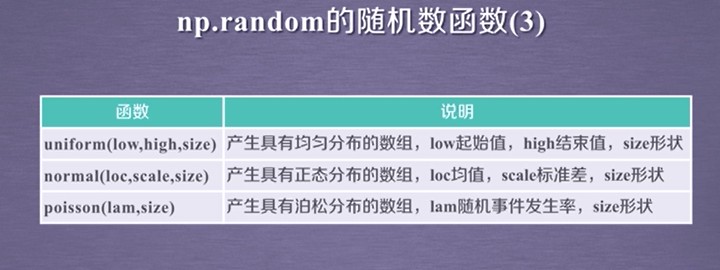 np.random的随机数函数(3)
函数 说明
uniform(low,high,size) 产生具有均匀分布的数组，low起始值，high结束值，size形状
normal(loc,scale,size) 产生具有正态分布的数组，loc均值，scale标准差，size形状
poisson(lam,size) 产生具有泊松分布的数组，lam随机事件发生率，size形状